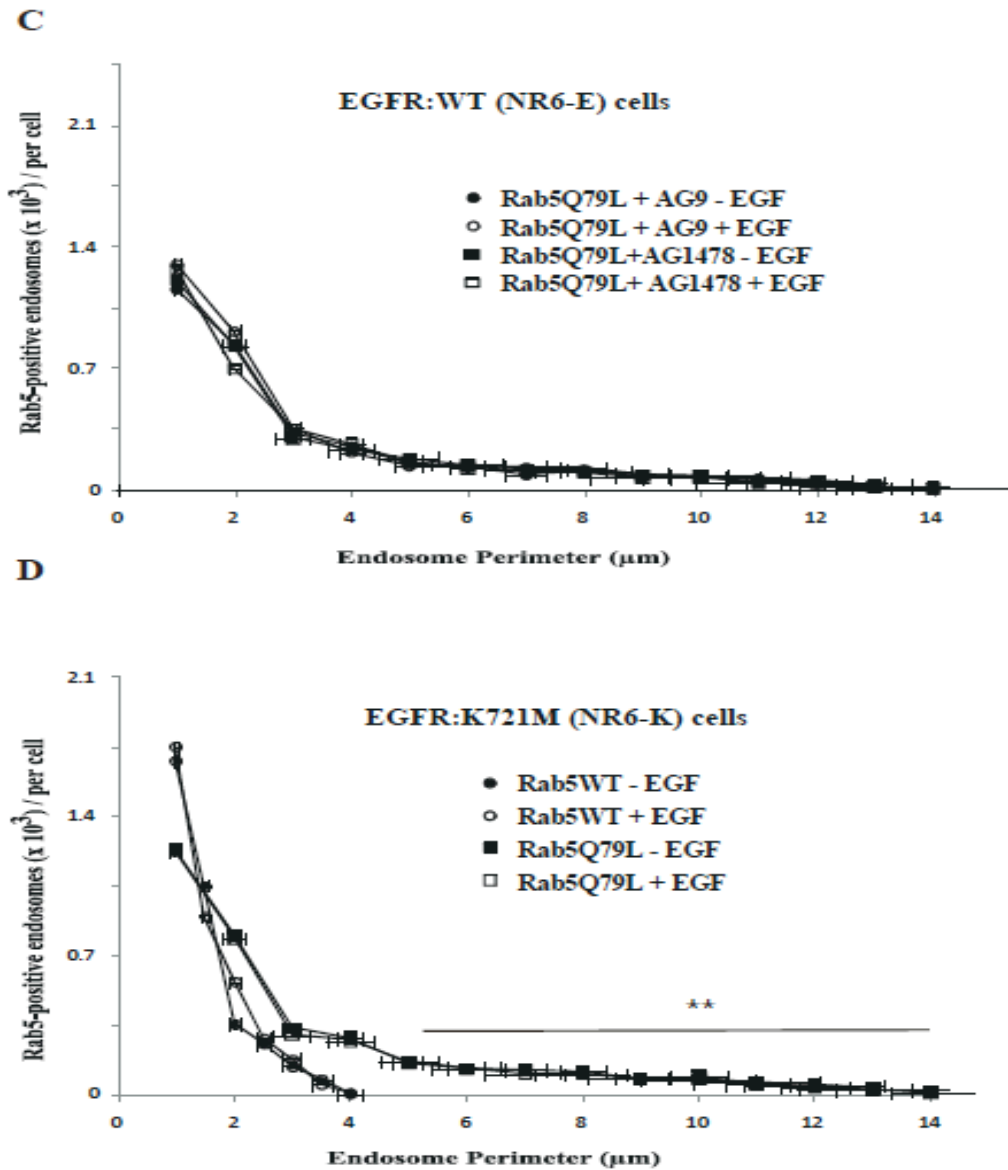 C
EGFR:WT (NR6-E) cells
Rab5-positive endosomes (x 10³) / per cell
2.1
1.4
0.7
0
Rab5Q79L + AG9 - EGF
Rab5Q79L + AG9 + EGF
Rab5Q79L+AG1478 - EGF
Rab5Q79L+ AG1478 + EGF
0 2 4 6 8 10 12 14
Endosome Perimeter (µm)
D
EGFR:K721M (NR6-K) cells
Rab5-positive endosomes (x 10³) / per cell
2.1
1.4
0.7
0
Rab5WT - EGF
Rab5WT + EGF
Rab5Q79L - EGF
Rab5Q79L + EGF
**
0 2 4 6 8 10 12 14
Endosome Perimeter (µm)